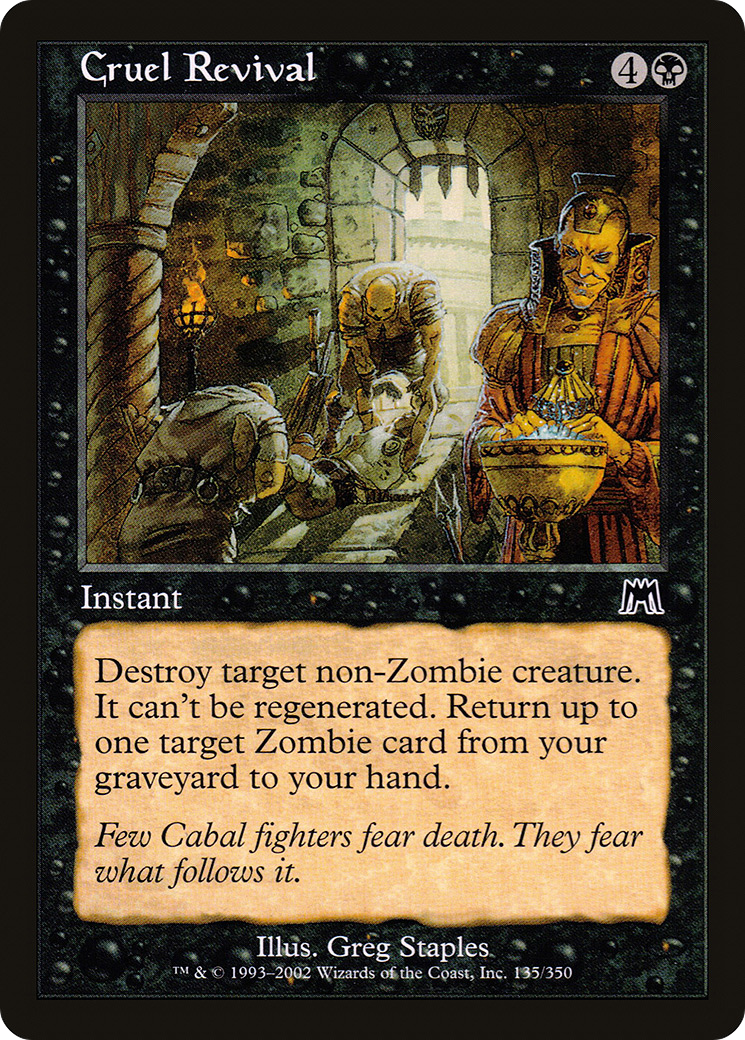 Cruel Revival
4
Instant
Destroy target non-Zombie creature.
It can't be regenerated. Return up to
one target Zombie card from your
graveyard to your hand.
Few Cabal fighters fear death. They fear
what follows it.
Illus. Greg Staples
™ & © 1993–2002 Wizards of the Coast, Inc. 135/350